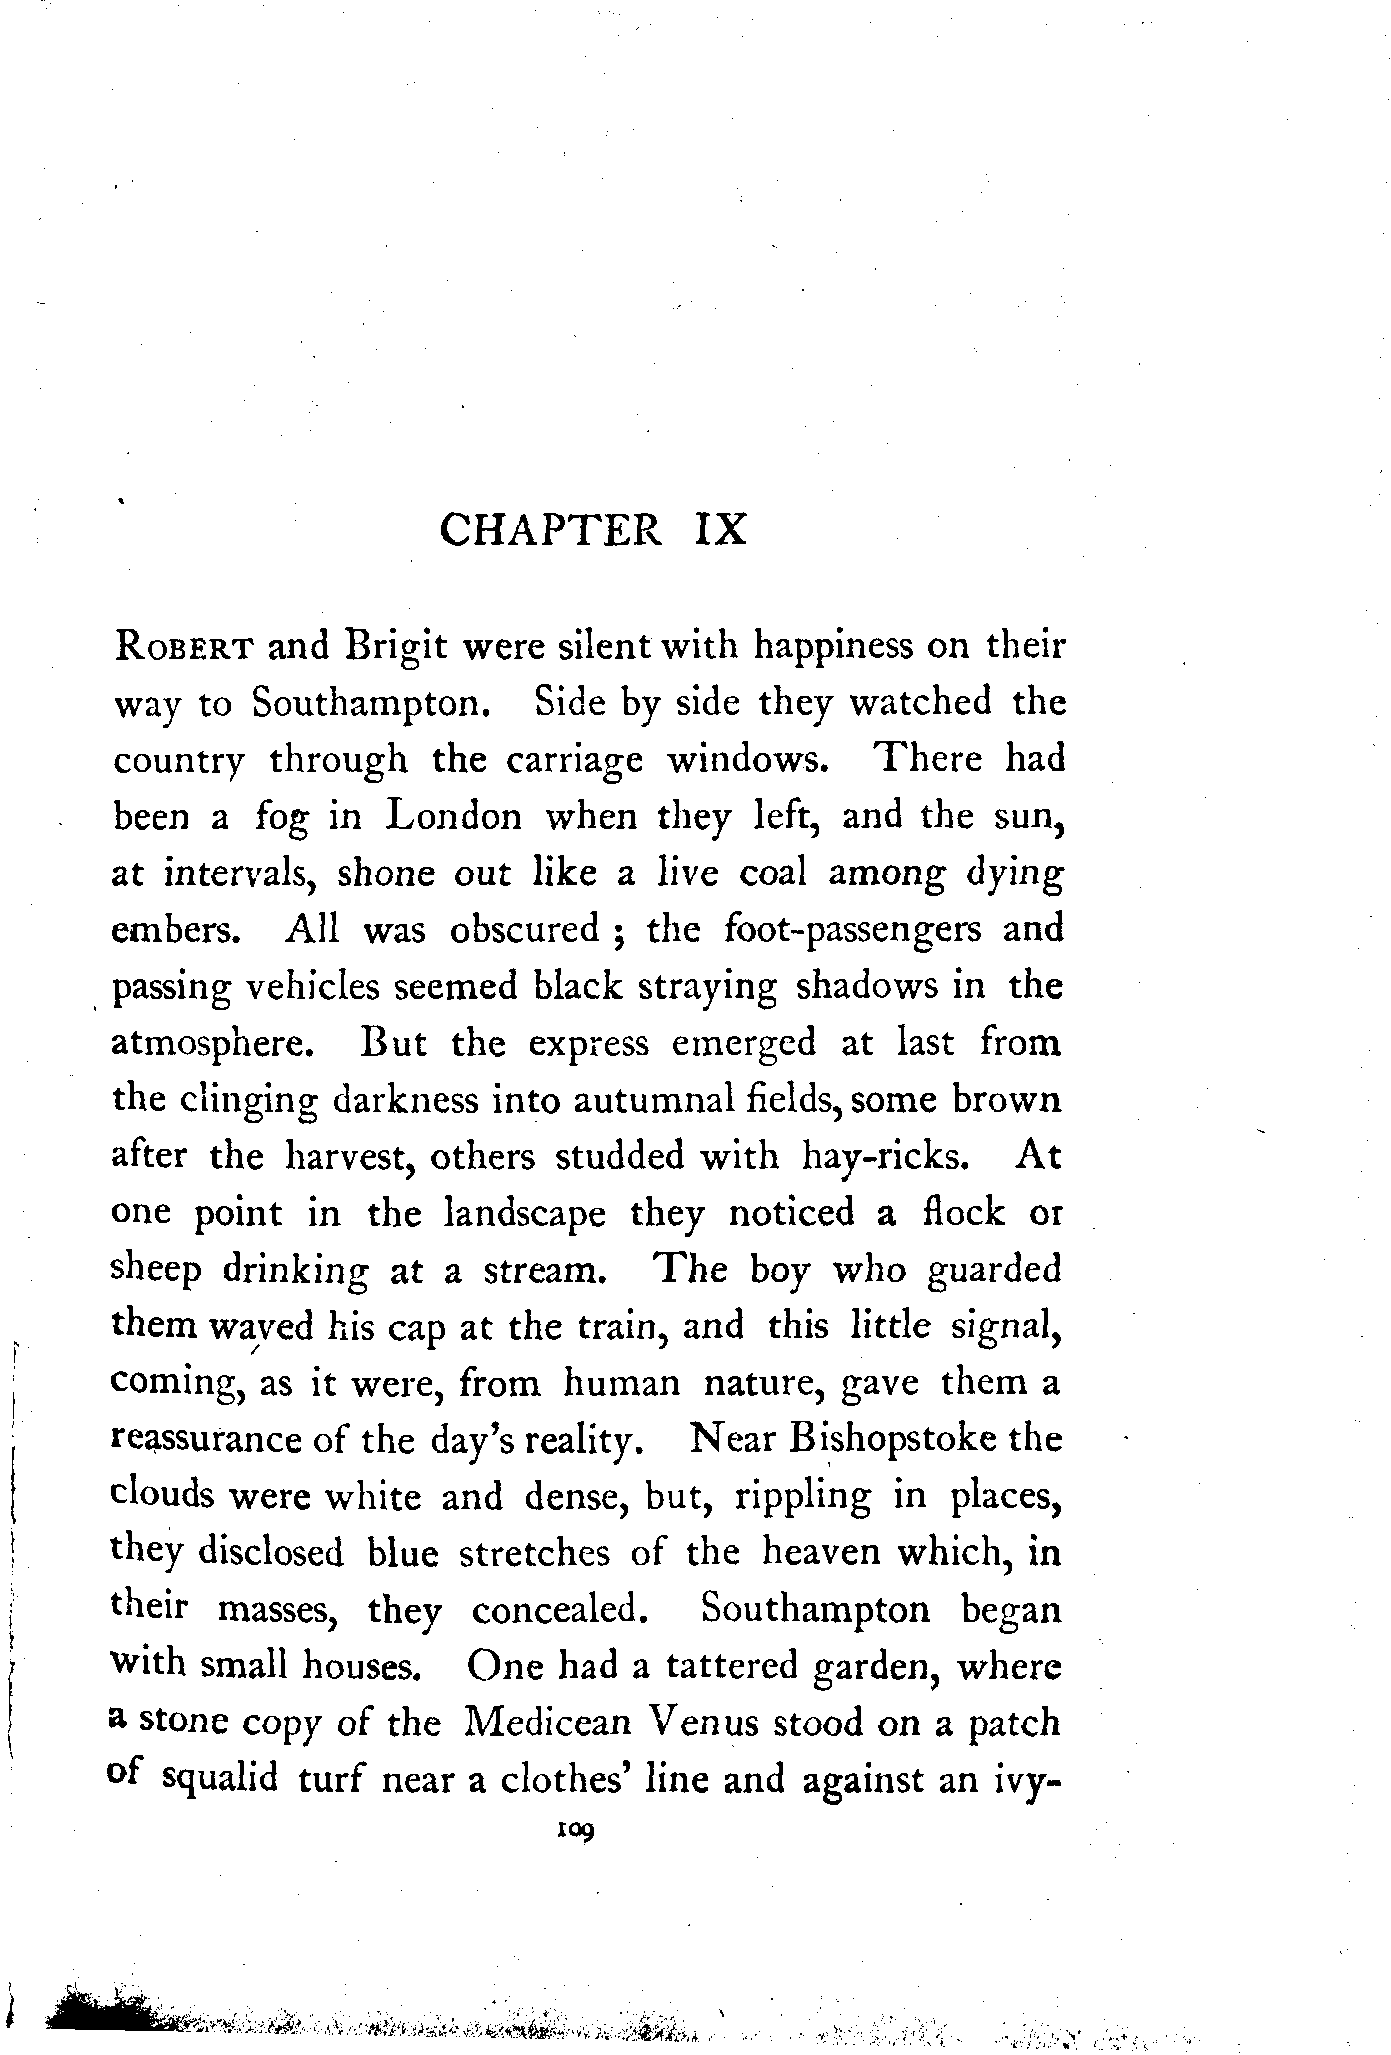 CHAPTER IX
ROBERT and Brigit were silent with happiness on their
way to Southampton. Side by side they watched the
country through the carriage windows. There had
been a fog in London when they left, and the sun,
at intervals, shone out like a live coal among dying
embers. All was obscured ; the foot-passengers and
passing vehicles seemed black straying shadows in the
atmosphere. But the express emerged at last from
the clinging darkness into autumnal fields, some brown
after the harvest, others studded with hay-ricks. At
one point in the landscape they noticed a flock or
sheep drinking at a stream. The boy who guarded
them waved his cap at the train, and this little signal,
coming, as it were, from human nature, gave them a
reassurance of the day's reality. Near Bishopstoke the
clouds were white and dense, but, rippling in places,
they disclosed blue stretches of the heaven which, in
their masses, they concealed. Southampton began
with small houses. One had a tattered garden, where
a stone copy of the Medicean Venus stood on a patch
of squalid turf near a clothes' line and against an ivy-
109